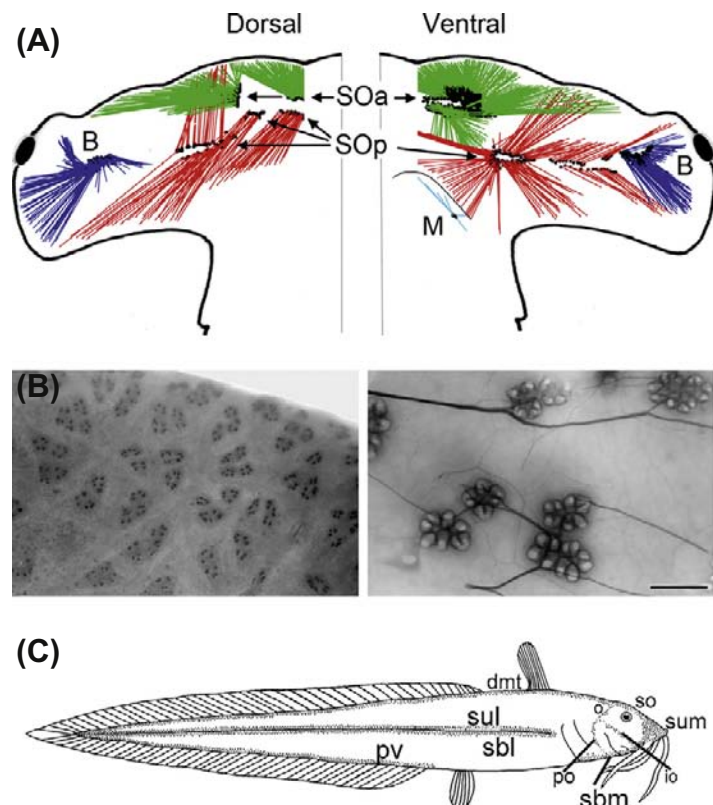 (A)
Dorsal Ventral
SOa
SOp
B B
M
(B)
(C)
dmt
o so
sul sum
pv sbl
po io
sbm